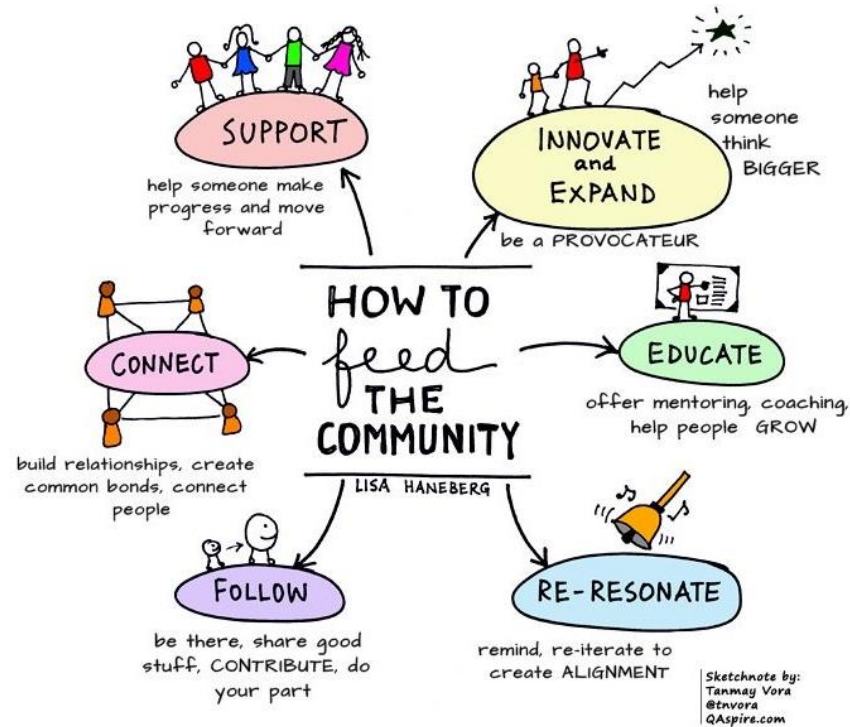 HOW TO
feed
THE
COMMUNITY
LISA HANEBERG
SUPPORT
help someone make
progress and move
forward
INNOVATE
and
EXPAND
help
someone
think
BIGGER
be a PROVOCATEUR
CONNECT
build relationships, create
common bonds, connect
people
EDUCATE
offer mentoring, coaching,
help people GROW
FOLLOW
be there, share good
stuff, CONTRIBUTE, do
your part
RE-RESONATE
remind, re-iterate to
create ALIGNMENT
Sketchnote by:
Tanmay Vora
@tnvora
QAspire.com